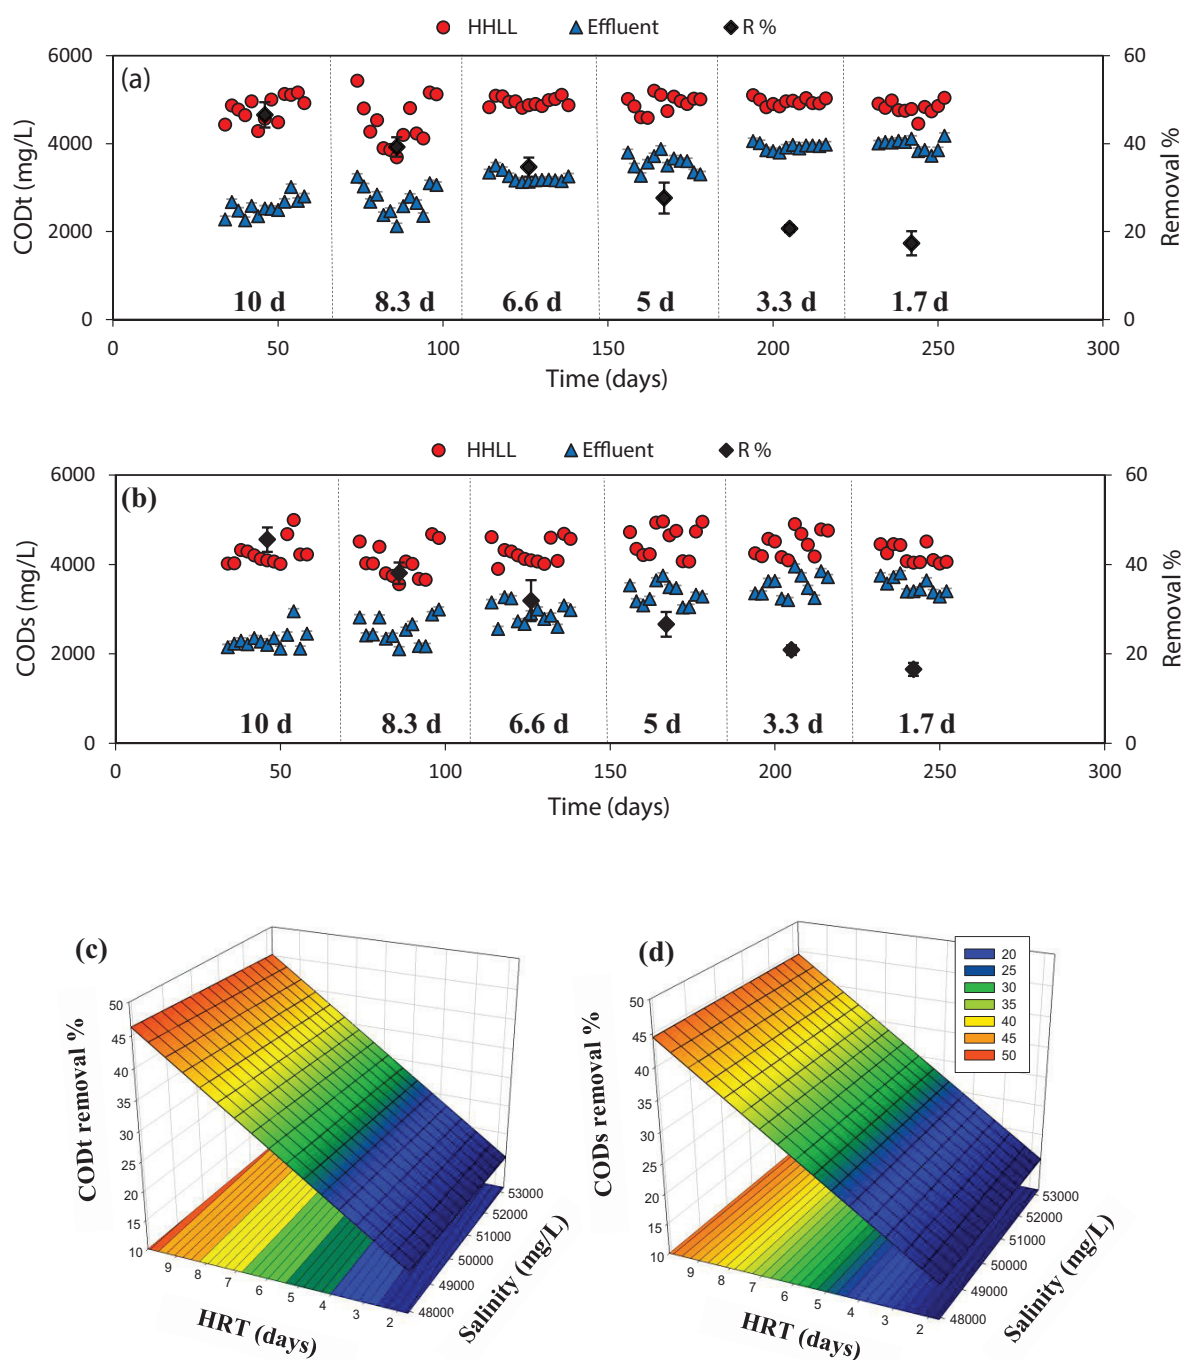 HHLL Effluent R %
(a)
6000
4000
2000
0
CODt (mg/L)
60
40
20
0
Removal %
10 d 8.3 d 6.6 d 5 d 3.3 d 1.7 d
0 50 100 150 200 250 300
Time (days)
HHLL Effluent R %
(b)
6000
4000
2000
0
CODs (mg/L)
60
40
20
0
Removal %
10 d 8.3 d 6.6 d 5 d 3.3 d 1.7 d
0 50 100 150 200 250 300
Time (days)
(c)
CODt removal %
50
45
40
35
30
25
20
15
10
9 8 7 6 5 4 3 2
HRT (days)
53000
52000
51000
50000
49000
48000
Salinity (mg/L)
(d)
20
25
30
35
40
45
50
CODs removal %
50
45
40
35
30
25
20
15
10
9 8 7 6 5 4 3 2
HRT (days)
53000
52000
51000
50000
49000
48000
Salinity (mg/L)